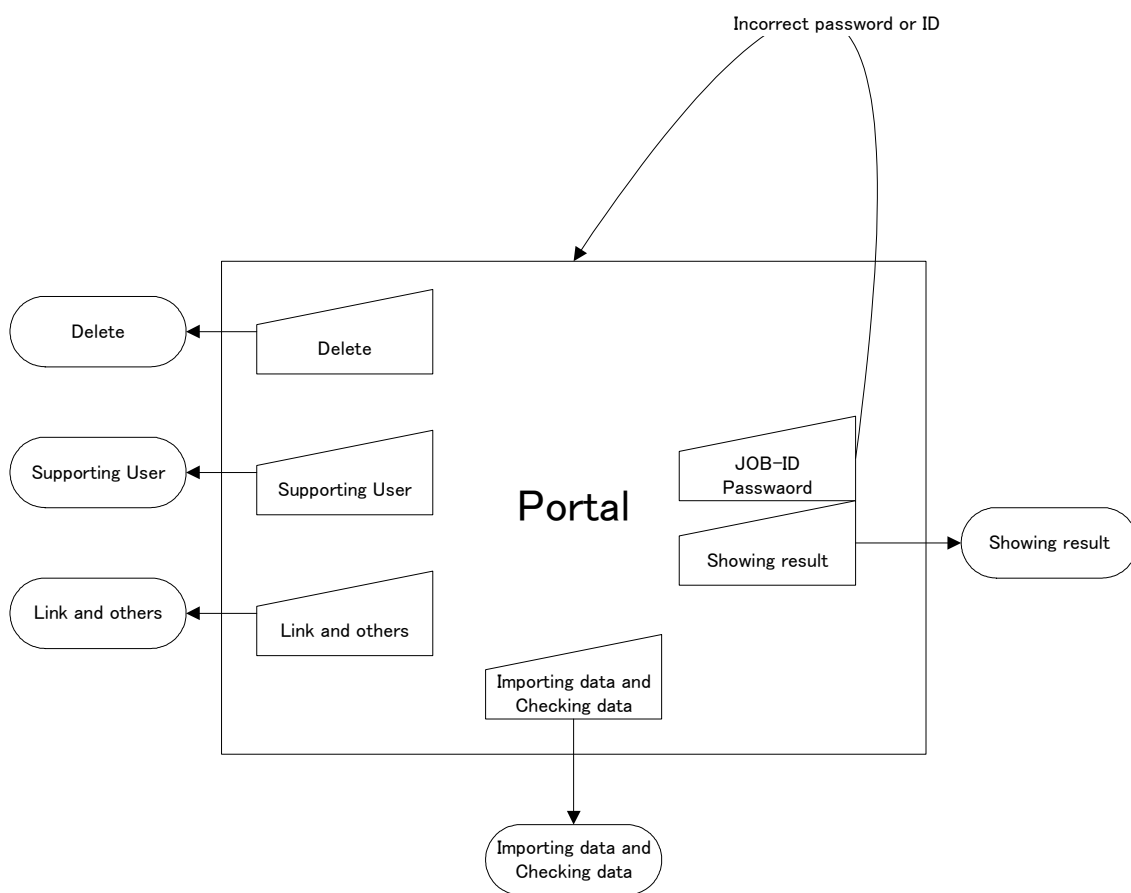 Incorrect password or ID
Delete
Delete
JOB-ID
Passwaord
Supporting User
Supporting User
Portal
Showing result
Showing result
Link and others
Link and others
Importing data and
Checking data
Importing data and
Checking data